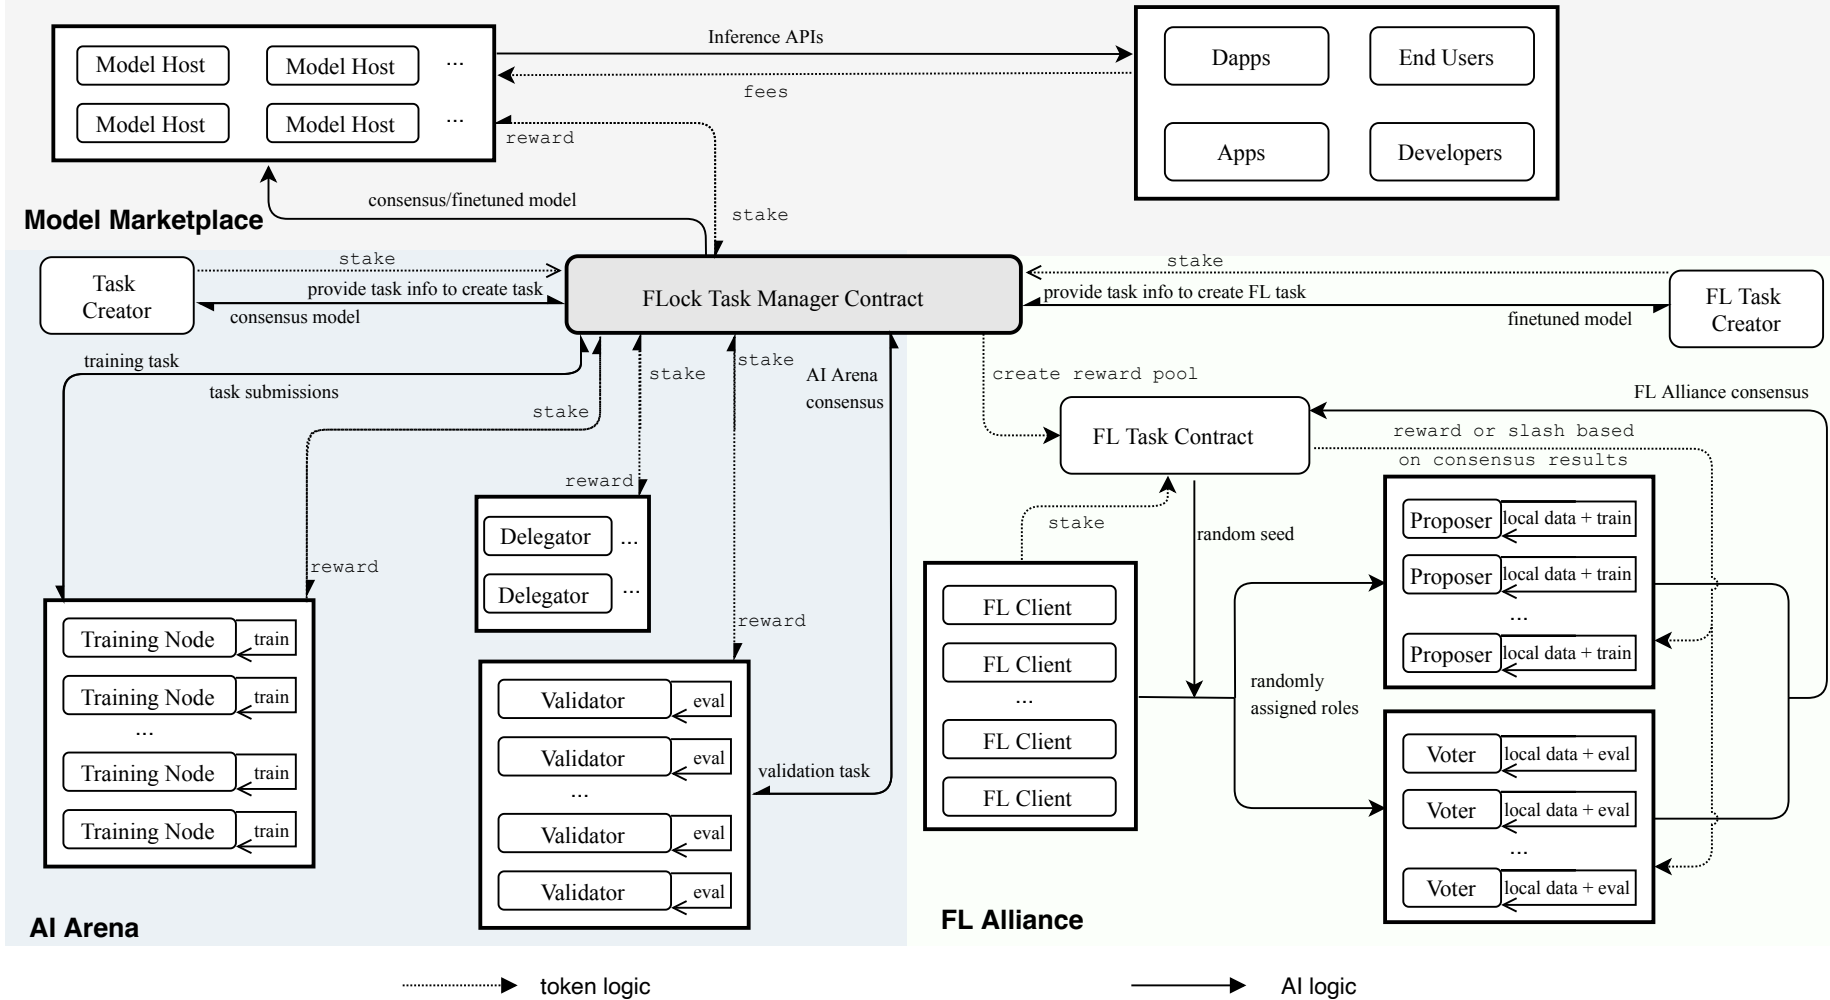 Model Host
Model Host
...
Model Host
Model Host
...
Inference APIs
fees
reward
Dapps
End Users
Apps
Developers
consensus/finetuned model
stake
Model Marketplace
Task
Creator
stake
provide task info to create task
consensus model
FLock Task Manager Contract
stake
provide task info to create FL task
finetuned model
FL Task
Creator
training task
task submissions
stake
reward
stake
reward
stake
reward
AI Arena
consensus
validation task
Training Node
train
Training Node
train
...
Training Node
train
Training Node
train
Delegator
...
Delegator
...
Validator
eval
Validator
eval
...
Validator
eval
Validator
eval
AI Arena
create reward pool
FL Task Contract
FL Alliance consensus
reward or slash based
on consensus results
stake
random seed
FL Client
FL Client
...
FL Client
FL Client
randomly
assigned roles
Proposer
local data + train
Proposer
local data + train
...
Proposer
local data + train
Voter
local data + eval
Voter
local data + eval
...
Voter
local data + eval
FL Alliance
token logic
AI logic